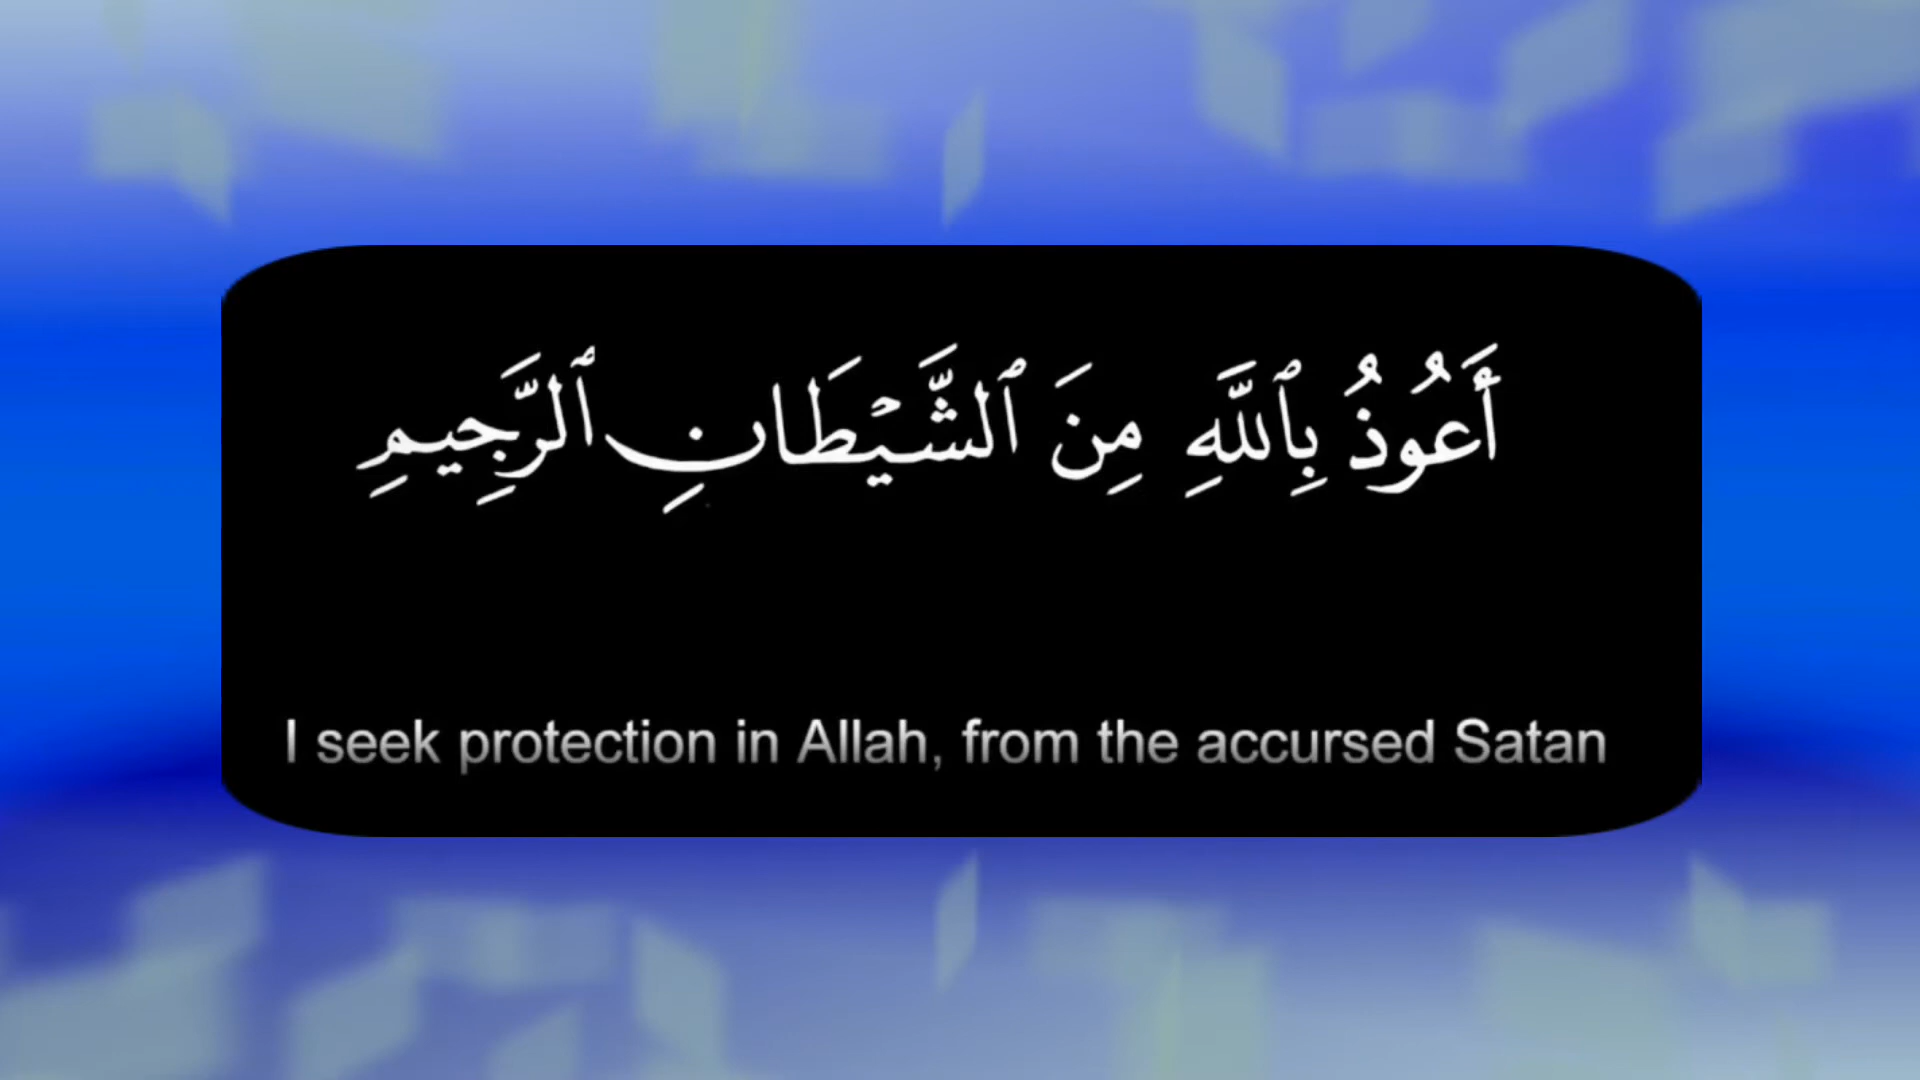 أَعُوذُ بِٱللَّهِ مِنَ ٱلشَّيْطَانِ ٱلرَّجِيمِ
I seek protection in Allah, from the accursed Satan